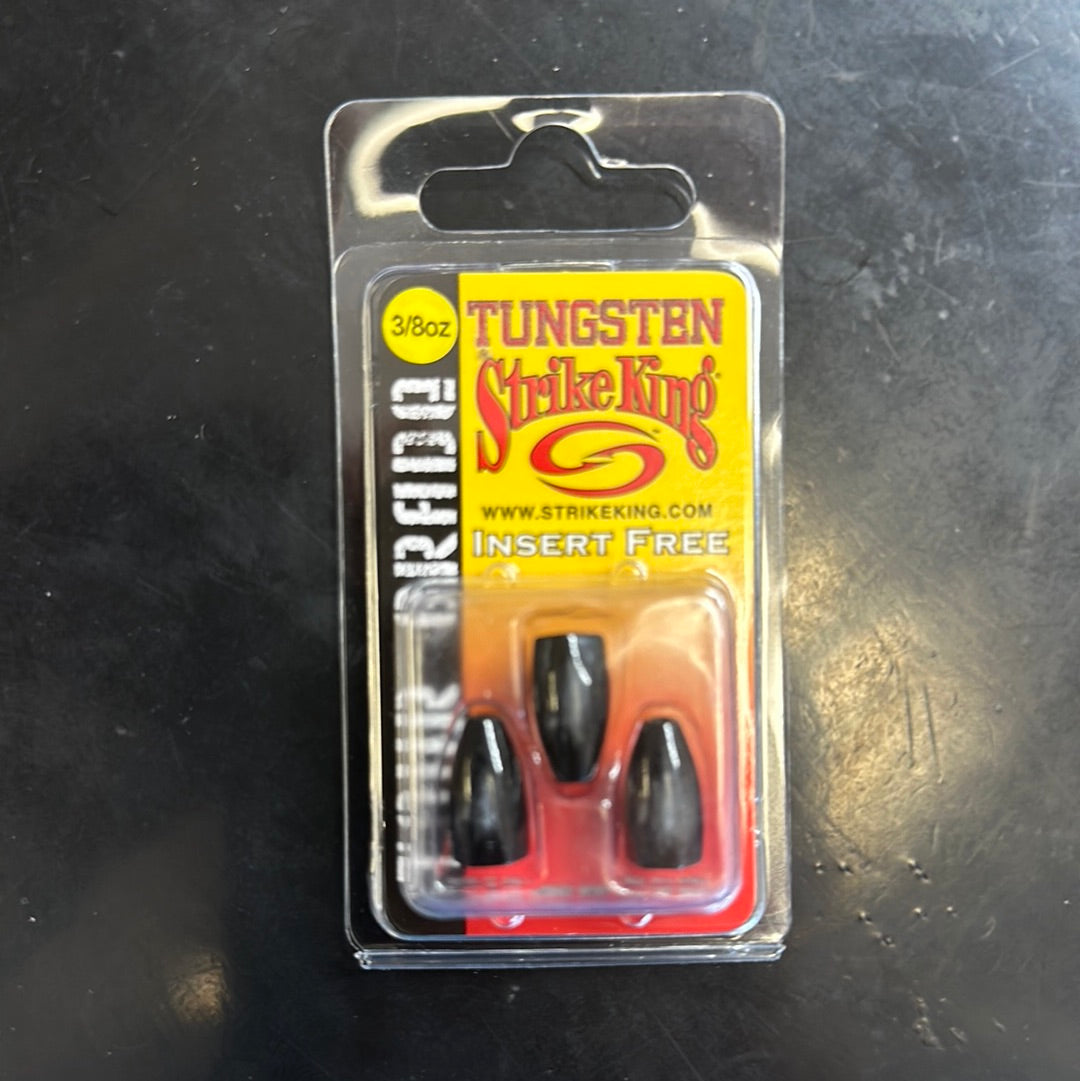 3/8oz
TUNGSTEN
Strike King
WWW.STRIKEKING.COM
INSERT FREE